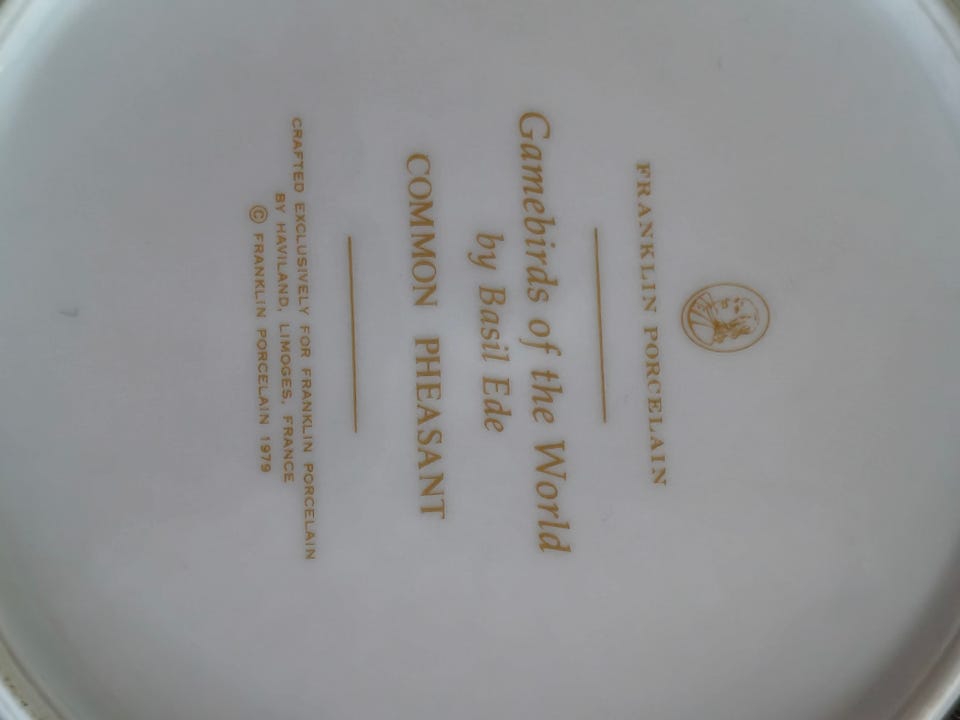 FRANKLIN PORCELAIN
Gamebirds of the World
by Basil Ede
COMMON PHEASANT
CRAFTED EXCLUSIVELY FOR FRANKLIN PORCELAIN
BY HAVILAND, LIMOGES, FRANCE
© FRANKLIN PORCELAIN 1979